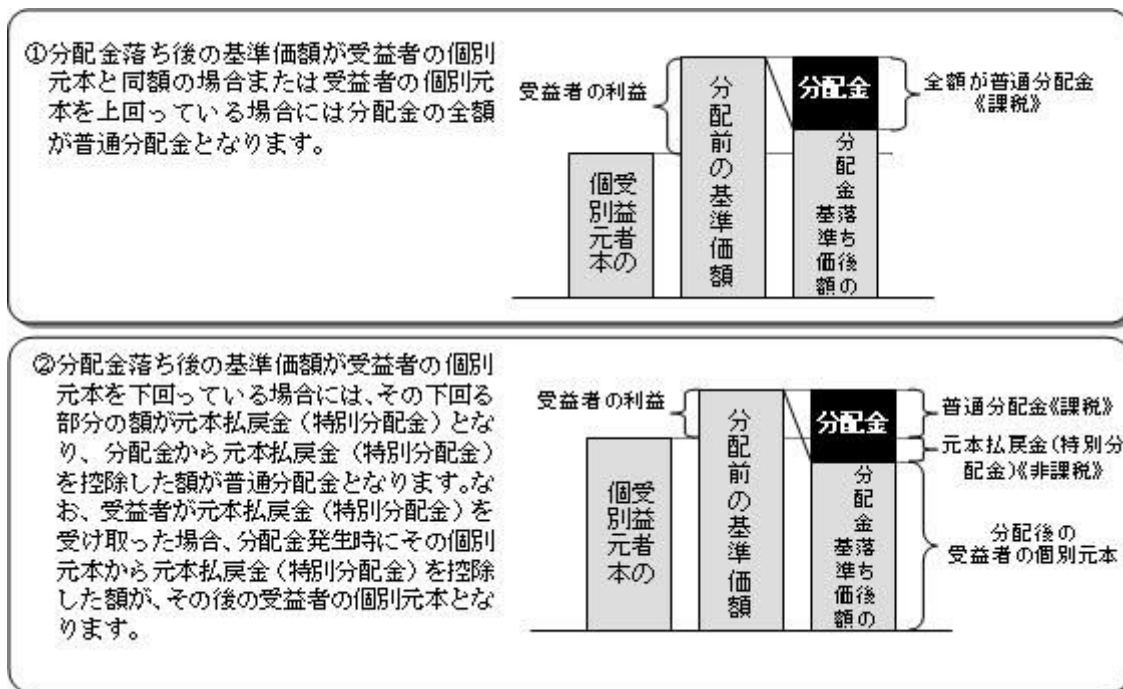 ①分配金落ち後の基準価額が受益者の個別
元本と同額の場合または受益者の個別元
本を上回っている場合には分配金の全額
が普通分配金となります。
受益者の利益
受益者の
個別元本
分配前の基準価額
分配金
分配金落ち後の
基準価額
全額が普通分配金
《課税》
②分配金落ち後の基準価額が受益者の個別
元本を下回っている場合には、その下回る
部分の額が元本払戻金(特別分配金)とな
り、分配金から元本払戻金(特別分配金)
を控除した額が普通分配金となります。な
お、受益者が元本払戻金(特別分配金)を
受け取った場合、分配金発生時にその個別
元本から元本払戻金(特別分配金)を控除
した額が、その後の受益者の個別元本とな
ります。
受益者の利益
受益者の
個別元本
分配前の基準価額
分配金
分配金落ち後の
基準価額
普通分配金《課税》
元本払戻金(特別分
配金)《非課税》
分配後の
受益者の個別元本